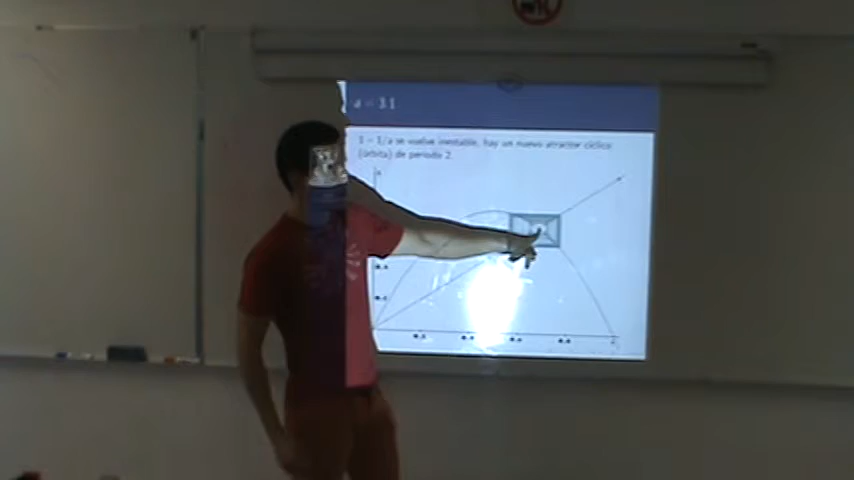 a = 3.1
1 − 1/a se vuelve inestable, hay un nuevo atractor cíclico
(órbita) de periodo 2.